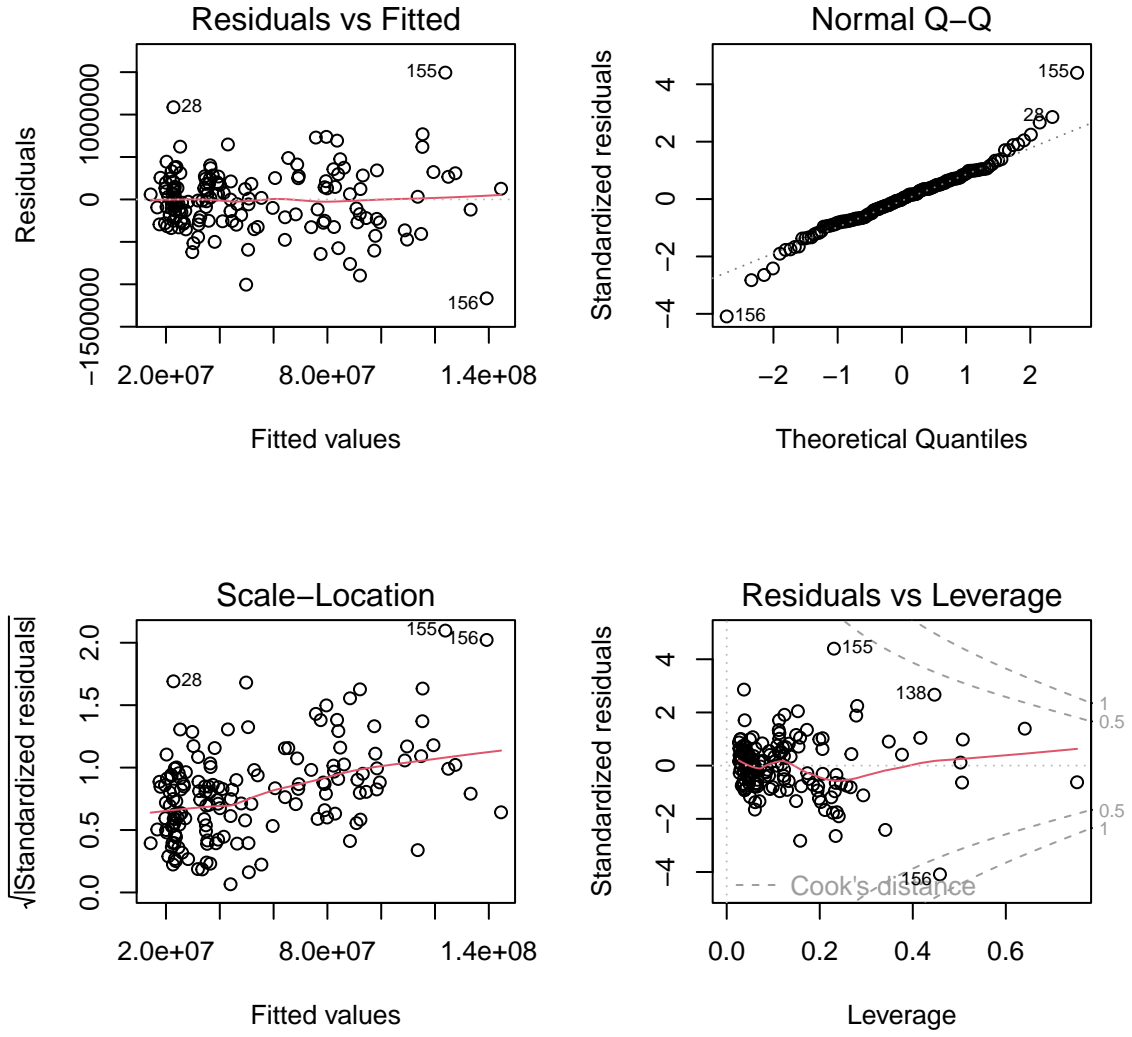 Residuals vs Fitted
Residuals
−1500000
0
1000000
155
28
156
2.0e+07
8.0e+07
1.4e+08
Fitted values
Normal Q−Q
Standardized residuals
−4
−2
0
2
4
155
28
156
−2
−1
0
1
2
Theoretical Quantiles
Scale−Location
√|Standardized residuals|
0.0
0.5
1.0
1.5
2.0
155
156
28
2.0e+07
8.0e+07
1.4e+08
Fitted values
Residuals vs Leverage
Standardized residuals
−4
−2
0
2
4
155
138
156
Cook's distance
1
0.5
0.5
1
0.0
0.2
0.4
0.6
Leverage